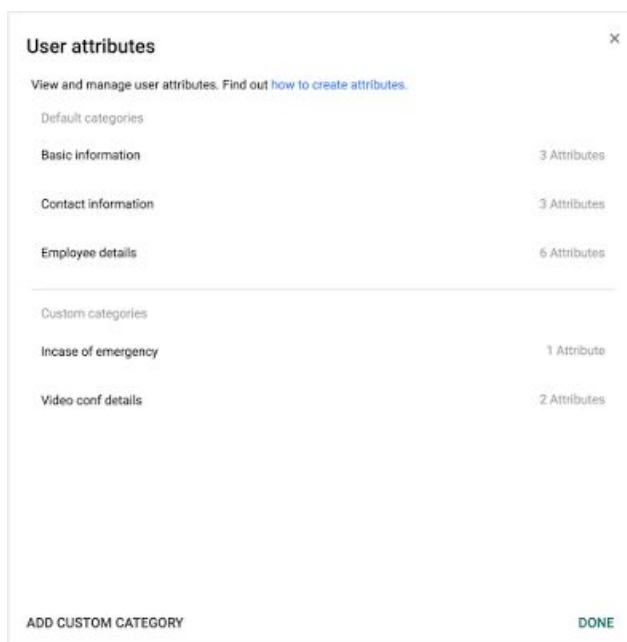 User attributes
View and manage user attributes. Find out how to create attributes.
Default categories
Basic information 3 Attributes
Contact information 3 Attributes
Employee details 6 Attributes
Custom categories
Incase of emergency 1 Attribute
Video conf details 2 Attributes
ADD CUSTOM CATEGORY DONE